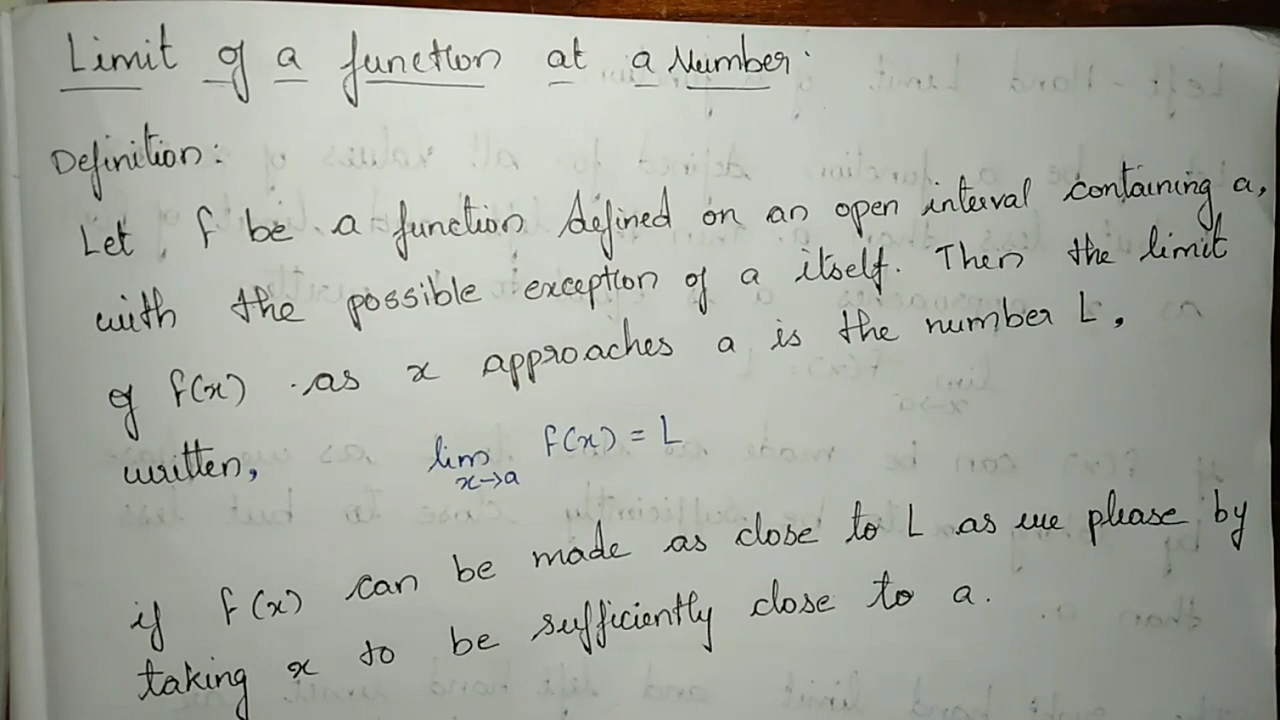 Limit of a function at a Number.
Definition:
Let f be a function defined on an open interval containing a,
with the possible exception of a itself. Then the limit
of f(x) as x approaches a is the number L,
written, lim x→a f(x) = L
if f(x) can be made as close to L as we please by
taking x to be sufficiently close to a.